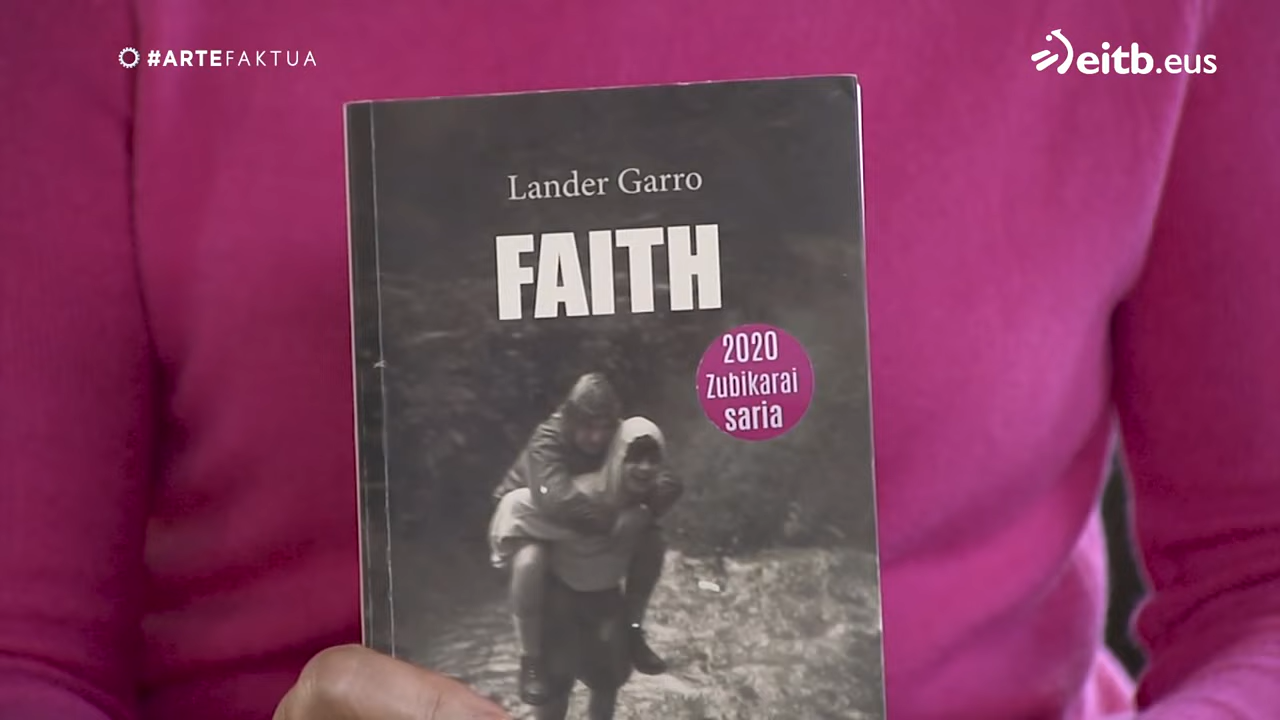 #ARTEFAKTUA
eitb.eus
Lander Garro
FAITH
2020
Zubikarai
saria